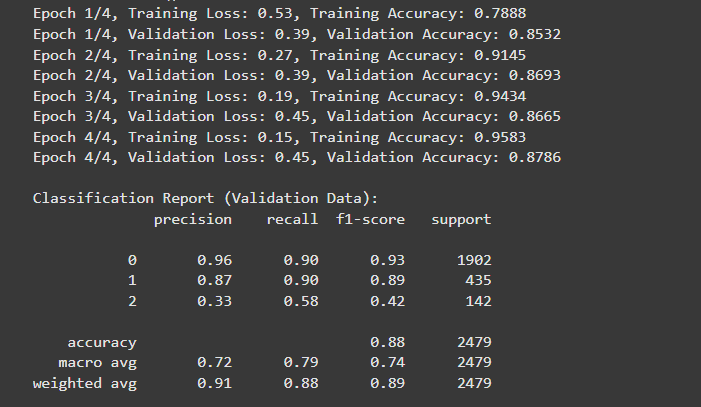 Epoch 1/4, Training Loss: 0.53, Training Accuracy: 0.7888
Epoch 1/4, Validation Loss: 0.39, Validation Accuracy: 0.8532
Epoch 2/4, Training Loss: 0.27, Training Accuracy: 0.9145
Epoch 2/4, Validation Loss: 0.39, Validation Accuracy: 0.8693
Epoch 3/4, Training Loss: 0.19, Training Accuracy: 0.9434
Epoch 3/4, Validation Loss: 0.45, Validation Accuracy: 0.8665
Epoch 4/4, Training Loss: 0.15, Training Accuracy: 0.9583
Epoch 4/4, Validation Loss: 0.45, Validation Accuracy: 0.8786
Classification Report (Validation Data):
precision recall f1-score support
0 0.96 0.90 0.93 1902
1 0.87 0.90 0.89 435
2 0.33 0.58 0.42 142
accuracy 0.88 2479
macro avg 0.72 0.79 0.74 2479
weighted avg 0.91 0.88 0.89 2479